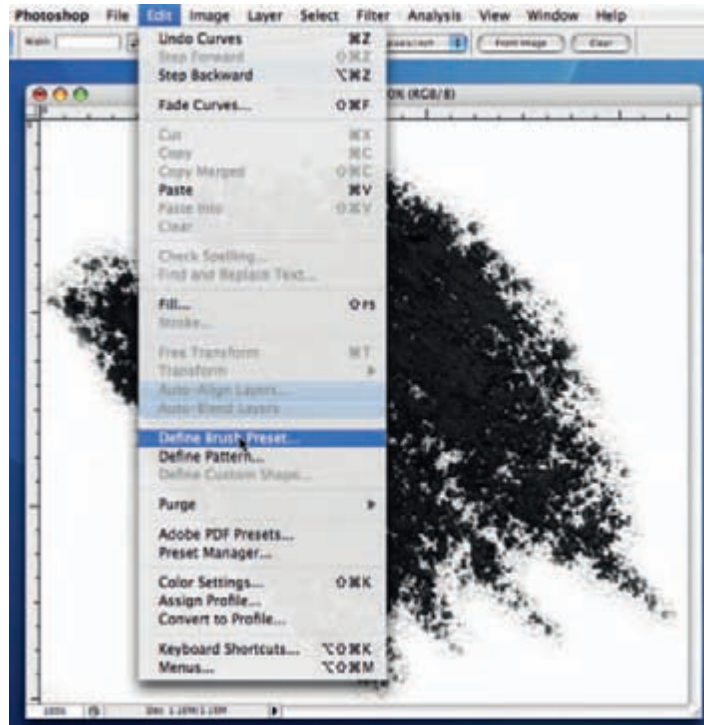 Photoshop File Edit Image Layer Select Filter Analysis View Window Help
Width: Front Image Clear
Undo Curves ⌘Z
Step Forward ⇧⌘Z
Step Backward ⌥⌘Z
(RGB/8)
Fade Curves... ⇧⌘F
Cut ⌘X
Copy ⌘C
Copy Merged ⇧⌘C
Paste ⌘V
Paste Into ⇧⌘V
Clear
Check Spelling...
Find and Replace Text...
Fill... ⇧F5
Stroke...
Free Transform ⌘T
Transform
Auto-Align Layers...
Auto-Blend Layers
Define Brush Preset...
Define Pattern...
Define Custom Shape...
Purge
Adobe PDF Presets...
Preset Manager...
Color Settings... ⇧⌘K
Assign Profile...
Convert to Profile...
Keyboard Shortcuts... ⌥⇧⌘K
Menus... ⌥⇧⌘M
100% Doc: